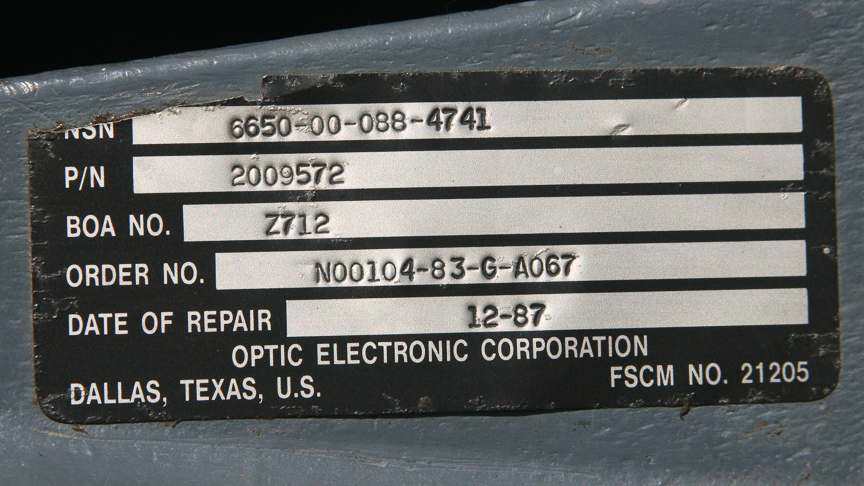 NSN 6650-00-088-4741
P/N 2009572
BOA NO. Z712
ORDER NO. N00104-83-G-A067
DATE OF REPAIR 12-87
OPTIC ELECTRONIC CORPORATION
DALLAS, TEXAS, U.S. FSCM NO. 21205